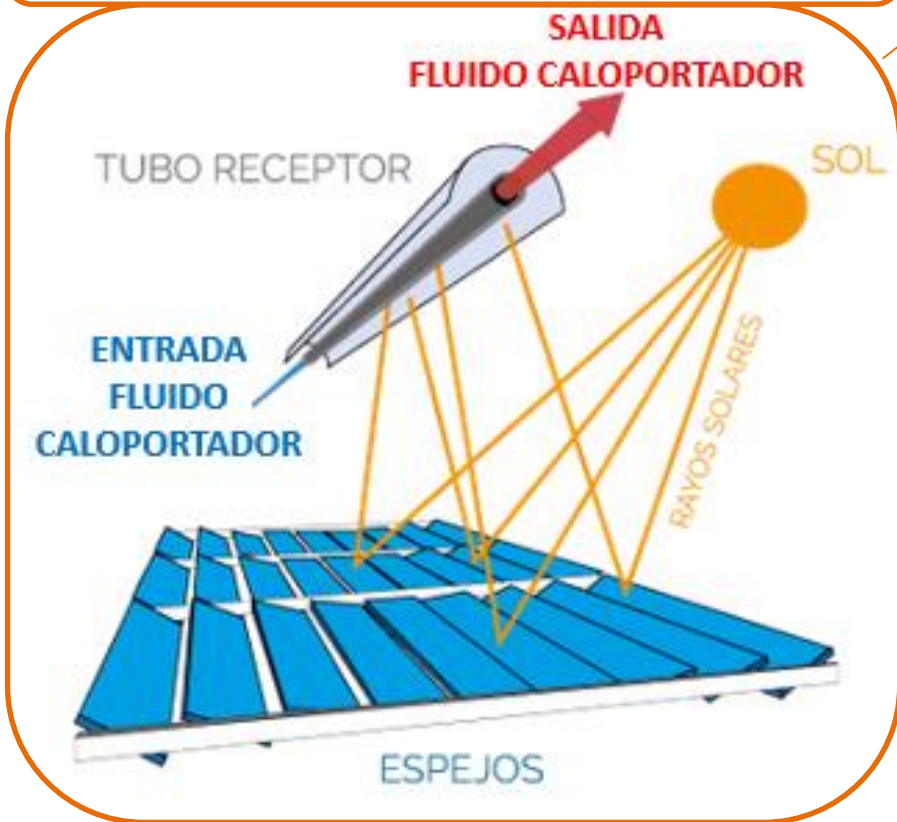 SALIDA
FLUIDO CALOPORTADOR
TUBO RECEPTOR
SOL
ENTRADA
FLUIDO
CALOPORTADOR
RAYOS SOLARES
ESPEJOS